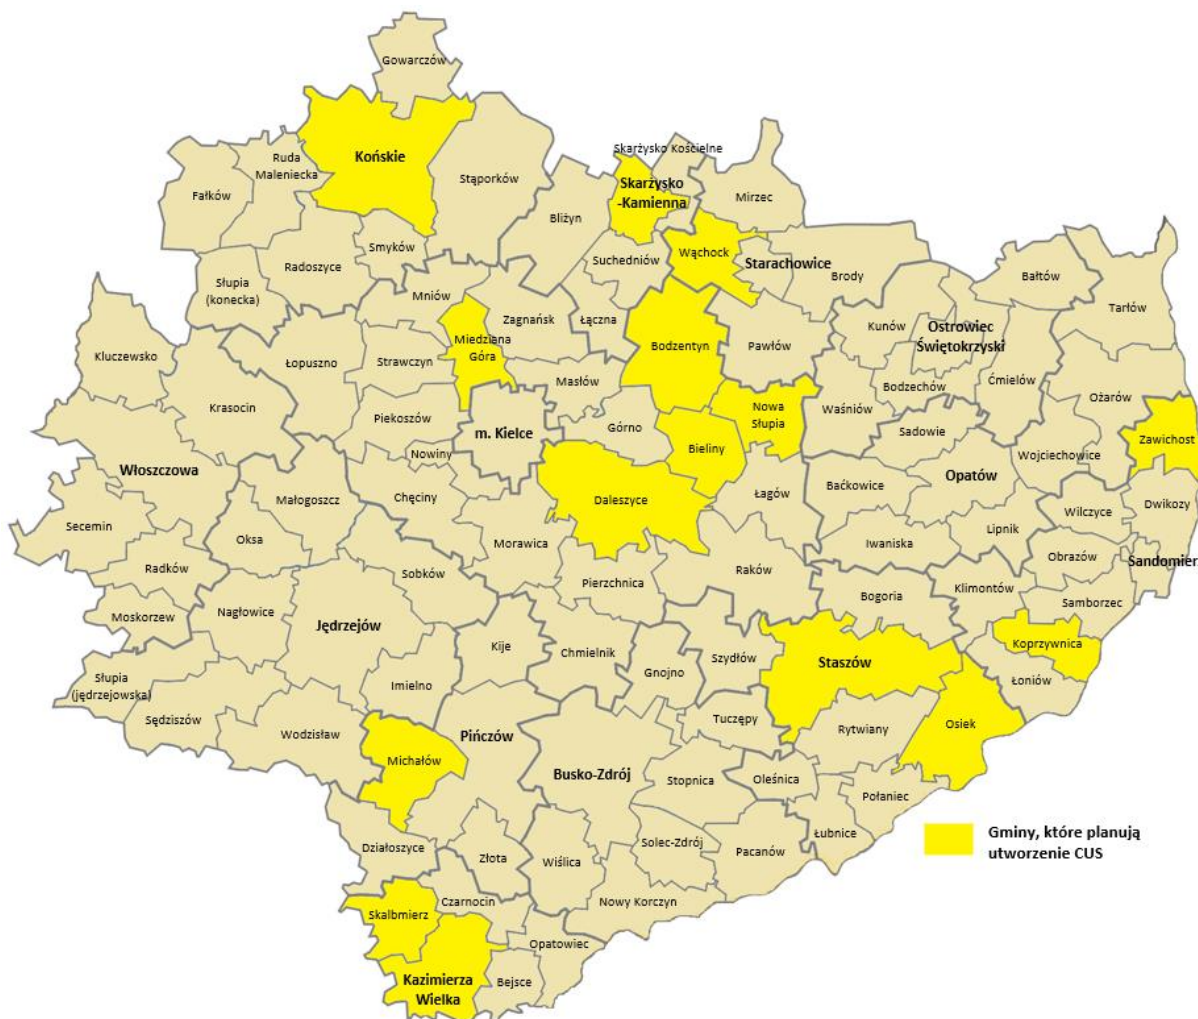 Gowarczów
Końskie
Ruda
Maleniecka
Fałków
Stąporków
Skarżysko Kościelne
Skarżysko
-Kamienna
Mirzec
Bliżyn
Smyków
Radoszyce
Słupia
(konecka)
Suchedniów
Wąchock
Starachowice
Brody
Bałtów
Tarłów
Mniów
Zagnańsk
Łączna
Miedziana
Góra
Bodzentyn
Pawłów
Kunów
Ostrowiec
Świętokrzyski
Kluczewsko
Łopuszno
Strawczyn
Masłów
Bodzechów
Ćmielów
Ożarów
Krasocin
Piekoszów
m. Kielce
Górno
Nowa
Słupia
Waśniów
Sadowie
Zawichost
Włoszczowa
Nowiny
Bieliny
Wojciechowice
Małogoszcz
Chęciny
Daleszyce
Łagów
Baćkowice
Opatów
Wilczyce
Dwikozy
Secemin
Oksa
Morawica
Iwaniska
Lipnik
Obrazów
Sandomierz
Radków
Sobków
Pierzchnica
Raków
Klimontów
Samborzec
Moskorzew
Nagłowice
Jędrzejów
Bogoria
Kije
Chmielnik
Gnojno
Szydłów
Staszów
Koprzywnica
Łoniów
Słupia
(jędrzejowska)
Imielno
Sędziszów
Wodzisław
Pińczów
Tuczępy
Rytwiany
Osiek
Michałów
Busko-Zdrój
Stopnica
Oleśnica
Połaniec
Łubnice
Działoszyce
Złota
Wiślica
Solec-Zdrój
Pacanów
Skalbmierz
Czarnocin
Nowy Korczyn
Opatowiec
Kazimierza
Wielka
Bejsce
Gminy, które planują
utworzenie CUS